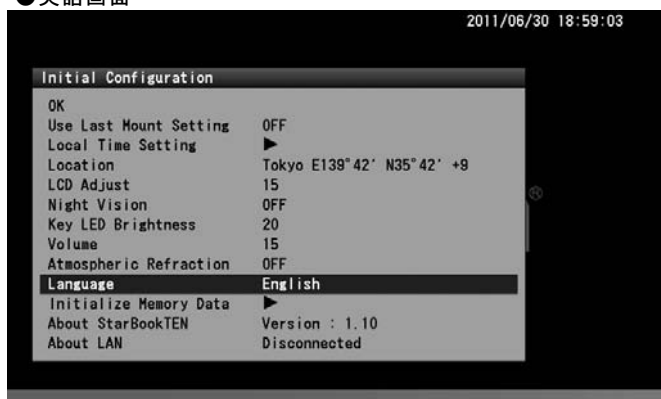 ●英語画面
2011/06/30 18:59:03
Initial Configuration
OK
Use Last Mount Setting OFF
Local Time Setting ▶
Location Tokyo E139°42′ N35°42′ +9
LCD Adjust 15
Night Vision OFF
Key LED Brightness 20
Volume 15
Atmospheric Refraction OFF
Language English
Initialize Memory Data ▶
About StarBookTEN Version : 1.10
About LAN Disconnected
®